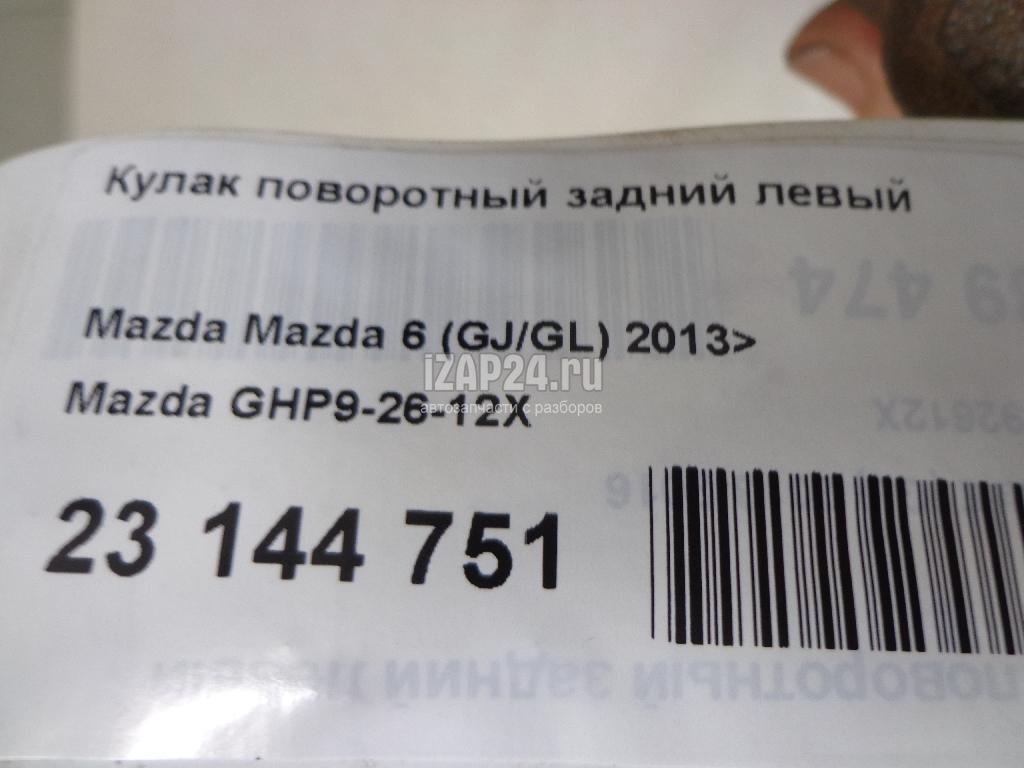 Кулак поворотный задний левый
Mazda Mazda 6 (GJ/GL) 2013>
iZAP24.ru
Mazda GHP9-26-12X
автозапчасти с разборов
23 144 751